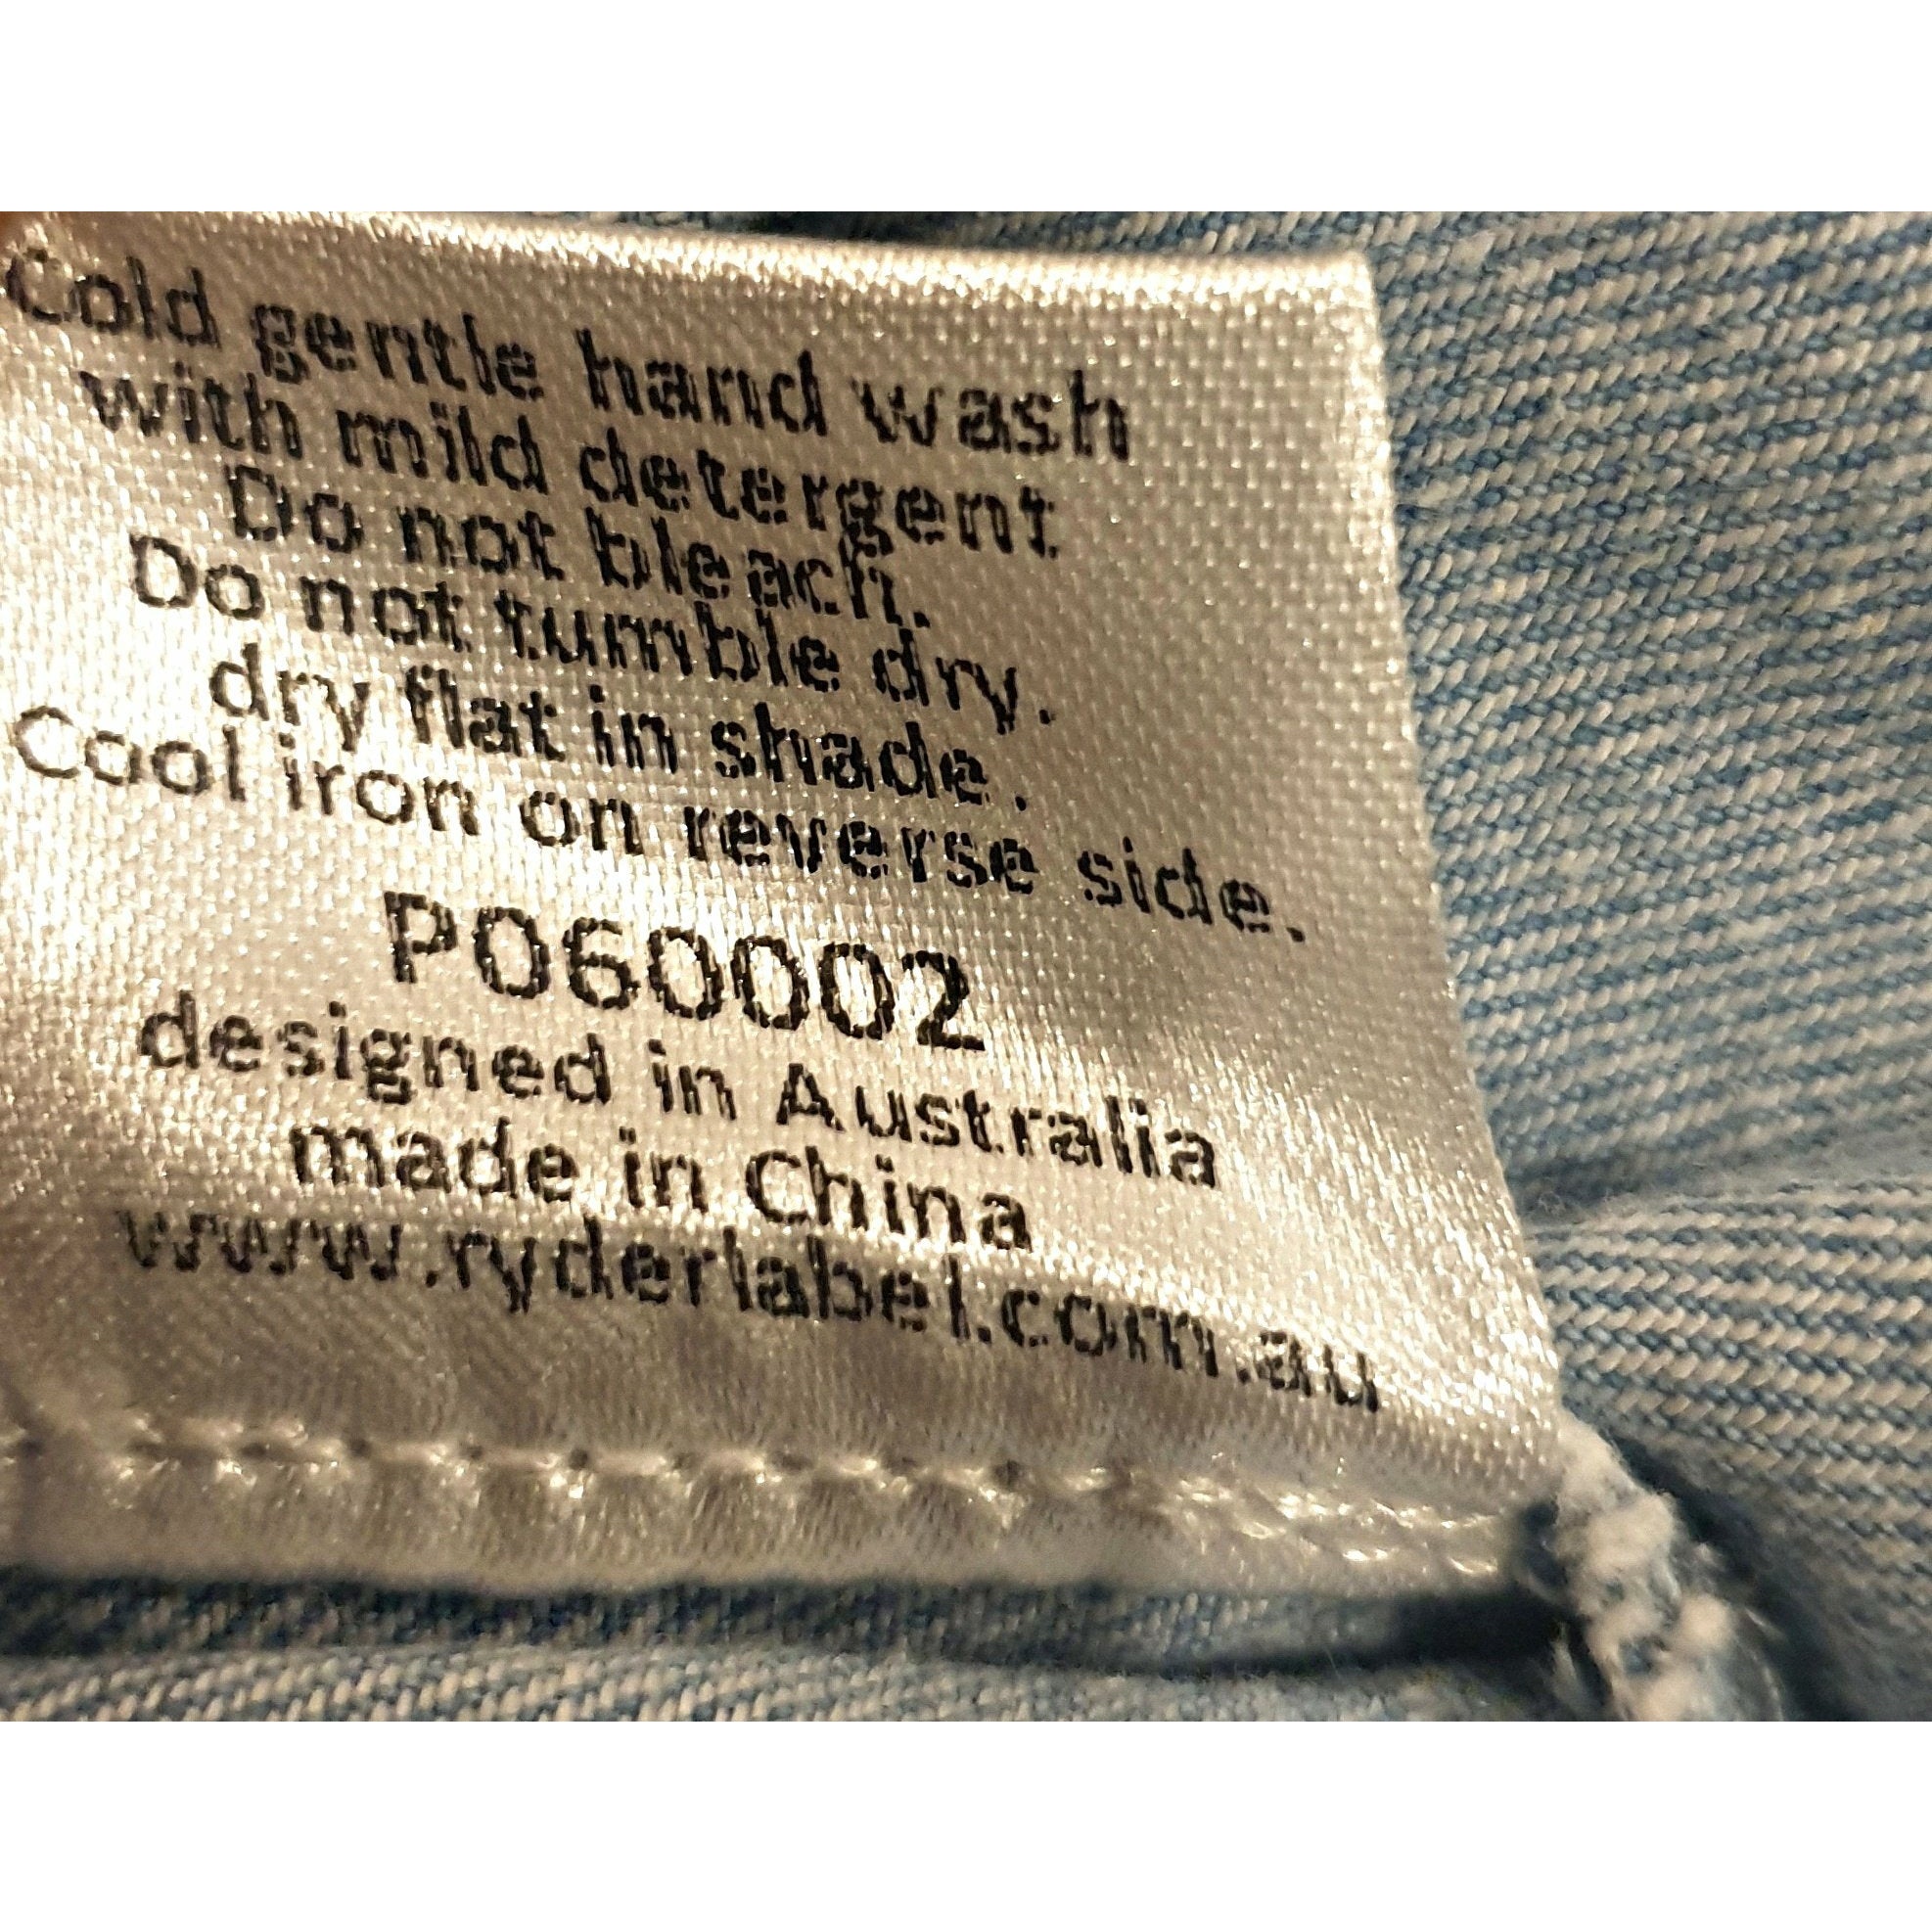 Cold gentle hand wash
with mild detergent
Do not bleach.
Do not tumble dry.
dry flat in shade.
Cool iron on reverse side.
P060002
designed in Australia
made in China
www.ryderlabel.com.au